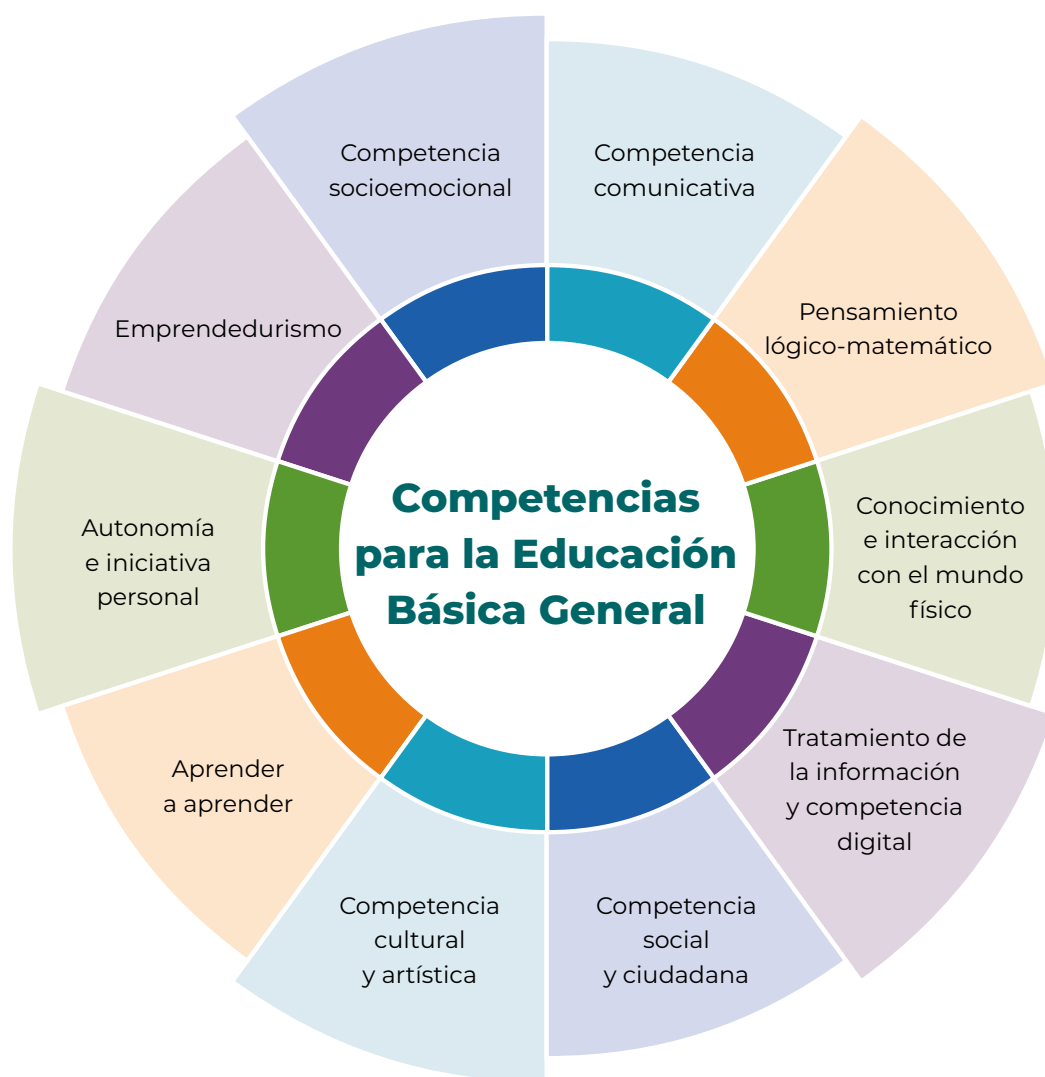 Competencias
para la Educación
Básica General
Competencia
comunicativa
Pensamiento
lógico-matemático
Conocimiento
e interacción
con el mundo
físico
Tratamiento de
la información
y competencia
digital
Competencia
social
y ciudadana
Competencia
cultural
y artística
Aprender
a aprender
Autonomía
e iniciativa
personal
Emprendedurismo
Competencia
socioemocional